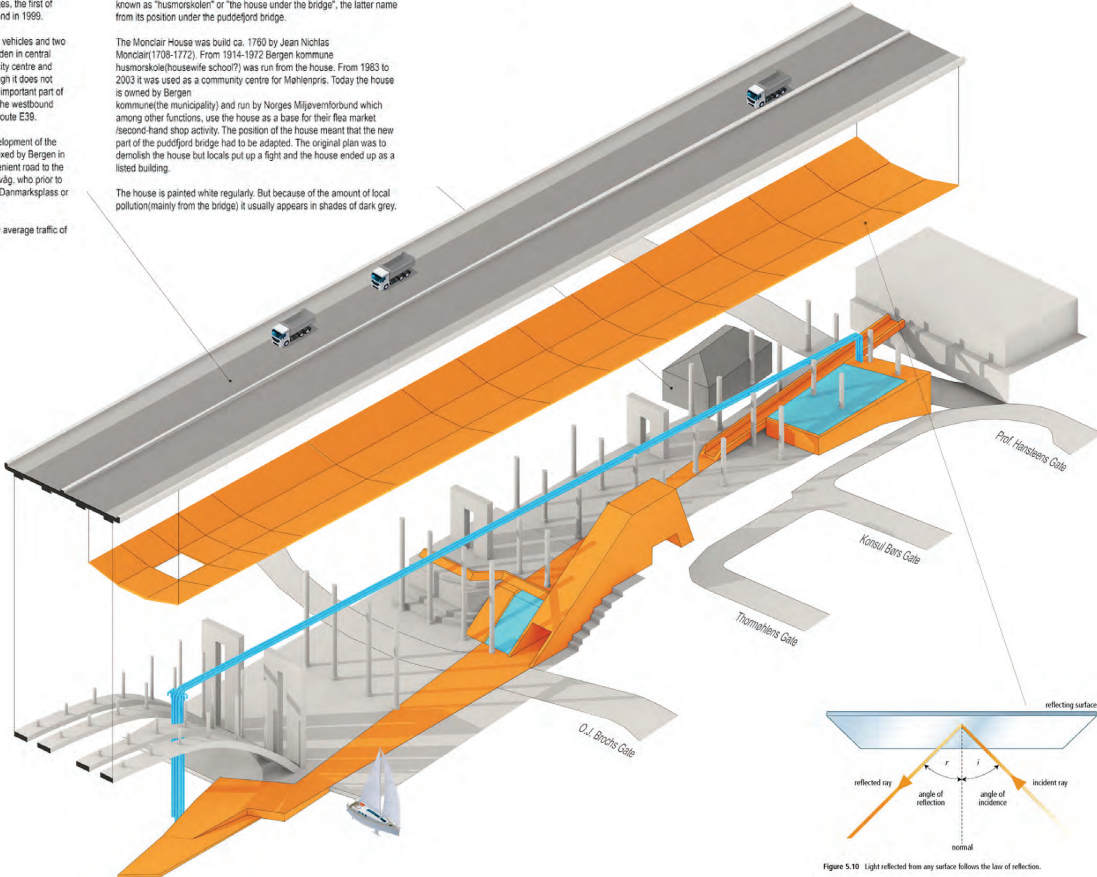 es, the first of
nd in 1999.
vehicles and two
den in central
city centre and
gh it does not
important part of
he westbound
oute E39.
elopment of the
xed by Bergen in
enient road to the
våg, who prior to
Danmarksplass or
average traffic of
known as "husmorskolen" or "the house under the bridge", the latter name
from its position under the puddefjord bridge.
The Monclair House was build ca. 1760 by Jean Nichlas
Monclair(1708-1772). From 1914-1972 Bergen kommune
husmorskole(housewife school?) was run from the house. From 1983 to
2003 it was used as a community centre for Møhlenpris. Today the house
is owned by Bergen
kommune(the municipality) and run by Norges Miljøvernforbund which
among other functions, use the house as a base for their flea market
/second-hand shop activity. The position of the house meant that the new
part of the puddfjord bridge had to be adapted. The original plan was to
demolish the house but locals put up a fight and the house ended up as a
listed building.
The house is painted white regularly. But because of the amount of local
pollution(mainly from the bridge) it usually appears in shades of dark grey.
Prof. Hansteens Gate
Konsul Børs Gate
Thormøhlens Gate
O.J. Brochs Gate
reflecting surface
r
i
reflected ray
angle of
reflection
angle of
incidence
incident ray
normal
Figure 5.10 Light reflected from any surface follows the law of reflection.